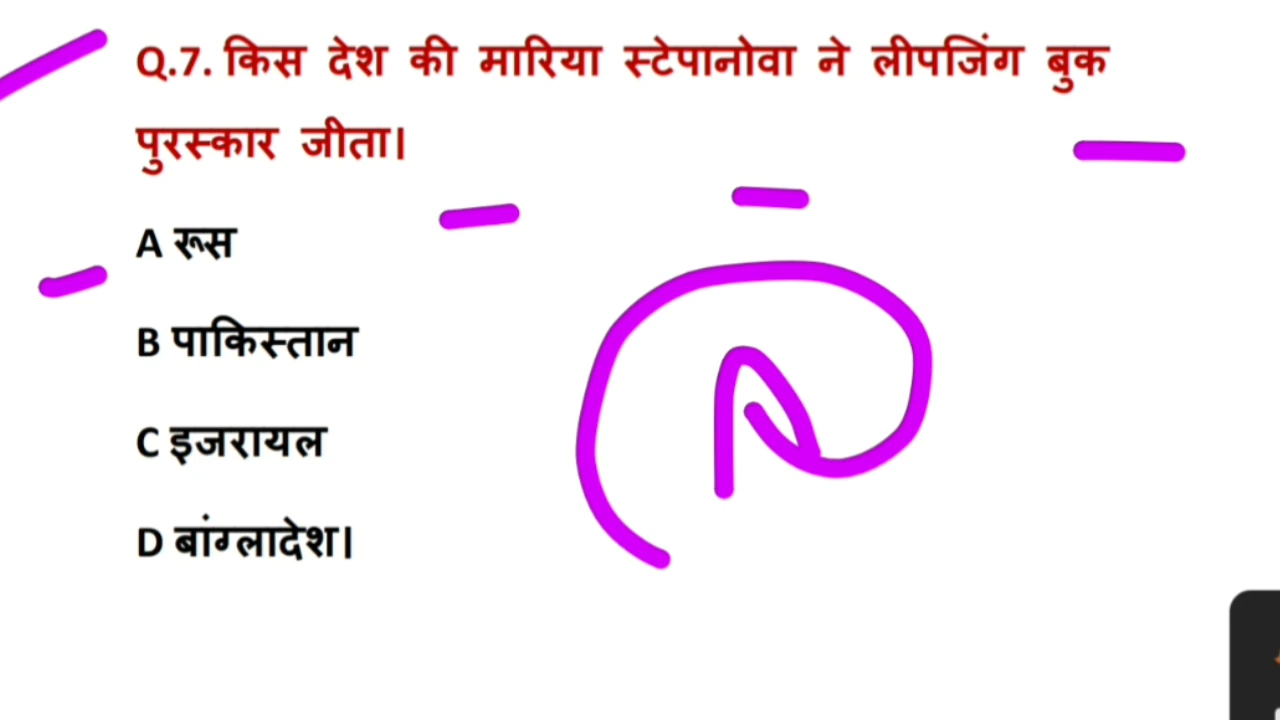 Q.7. किस देश की मारिया स्टेपानोवा ने लीपजिंग बुक
पुरस्कार जीता।
A रूस
B पाकिस्तान
C इजरायल
D बांग्लादेश।